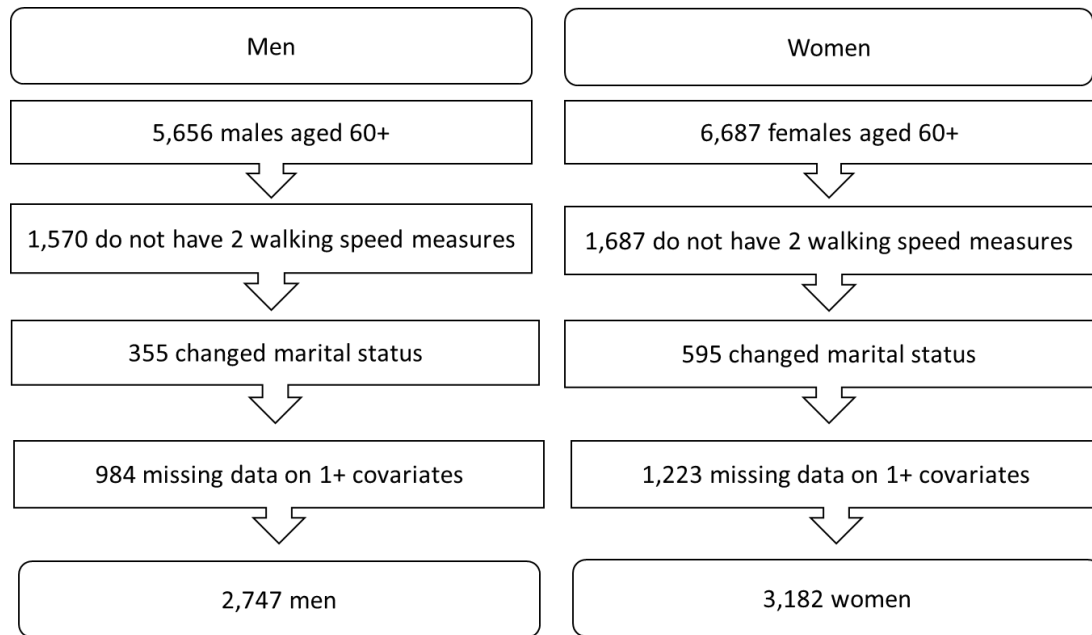 Men
5,656 males aged 60+
1,570 do not have 2 walking speed measures
355 changed marital status
984 missing data on 1+ covariates
2,747 men
Women
6,687 females aged 60+
1,687 do not have 2 walking speed measures
595 changed marital status
1,223 missing data on 1+ covariates
3,182 women